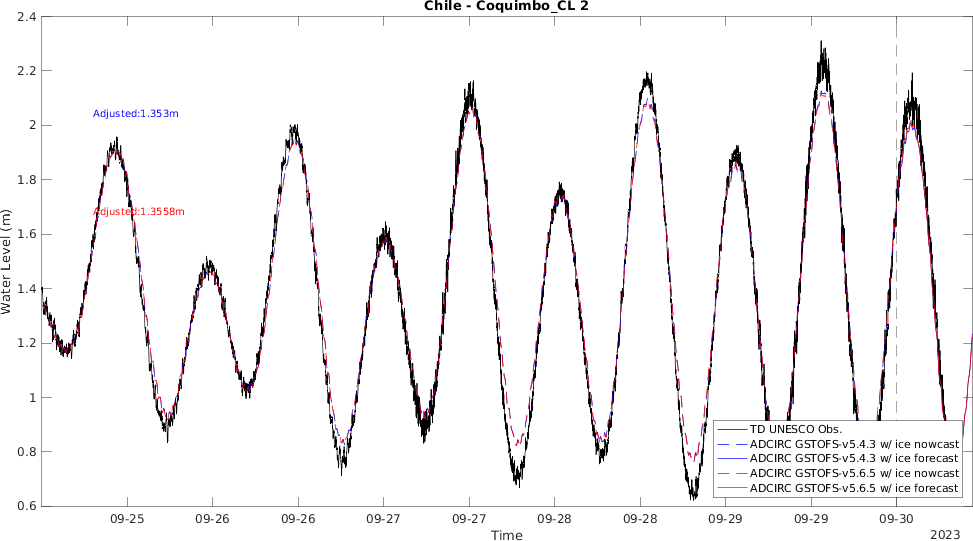 Chile - Coquimbo_CL 2
2.4
2.2
2
1.8
1.6
1.4
1.2
1
0.8
0.6
Water Level (m)
Adjusted:1.353m
Adjusted:1.3558m
TD UNESCO Obs.
ADCIRC GSTOFS-v5.4.3 w/ ice nowcast
ADCIRC GSTOFS-v5.4.3 w/ ice forecast
ADCIRC GSTOFS-v5.6.5 w/ ice nowcast
ADCIRC GSTOFS-v5.6.5 w/ ice forecast
09-25 09-26 09-26 09-27 09-27 09-28 09-28 09-29 09-29 09-30
Time
2023